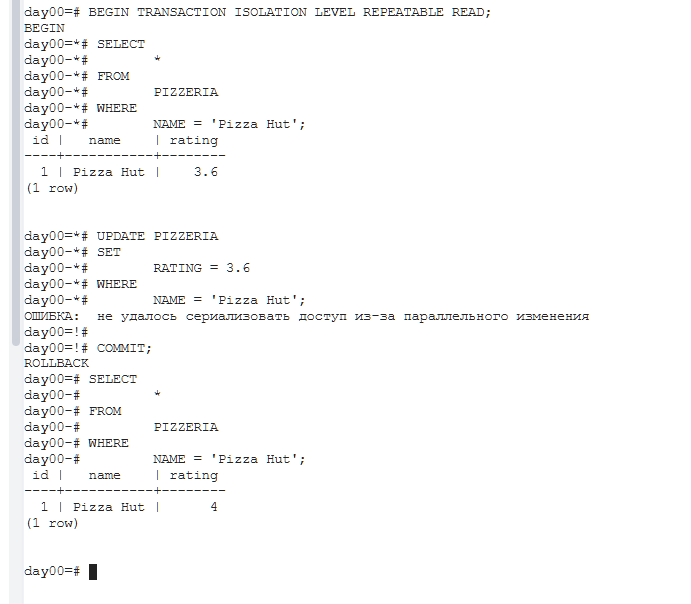 day00=# BEGIN TRANSACTION ISOLATION LEVEL REPEATABLE READ;
BEGIN
day00=*# SELECT
day00-*#        *
day00-*# FROM
day00-*#        PIZZERIA
day00-*# WHERE
day00-*#        NAME = 'Pizza Hut';
 id |   name    | rating
----+-----------+--------
  1 | Pizza Hut |    3.6
(1 row)
day00=*# UPDATE PIZZERIA
day00-*# SET
day00-*#        RATING = 3.6
day00-*# WHERE
day00-*#        NAME = 'Pizza Hut';
ОШИБКА:  не удалось сериализовать доступ из-за параллельного изменения
day00=!#
day00=!# COMMIT;
ROLLBACK
day00=# SELECT
day00-#         *
day00-# FROM
day00-#         PIZZERIA
day00-# WHERE
day00-#         NAME = 'Pizza Hut';
 id |   name    | rating
----+-----------+--------
  1 | Pizza Hut |      4
(1 row)
day00=#